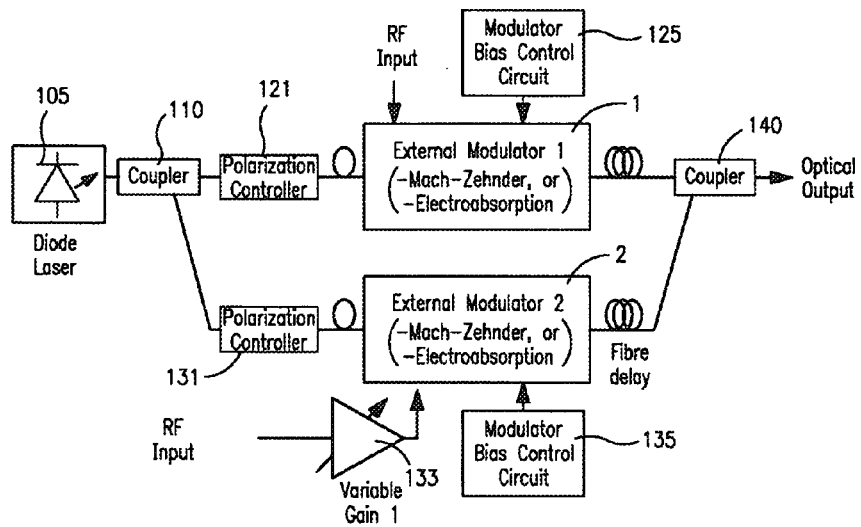 RF
Input
Modulator
Bias Control
Circuit
125
105
110
121
1
140
Coupler
Polarization
Controller
External Modulator 1
(-Mach-Zehnder, or
-Electroabsorption)
Coupler
Optical
Output
Diode
Laser
2
Polarization
Controller
131
External Modulator 2
(-Mach-Zehnder, or
-Electroabsorption)
Fibre
delay
RF
Input
133
Variable
Gain 1
Modulator
Bias Control
Circuit
135